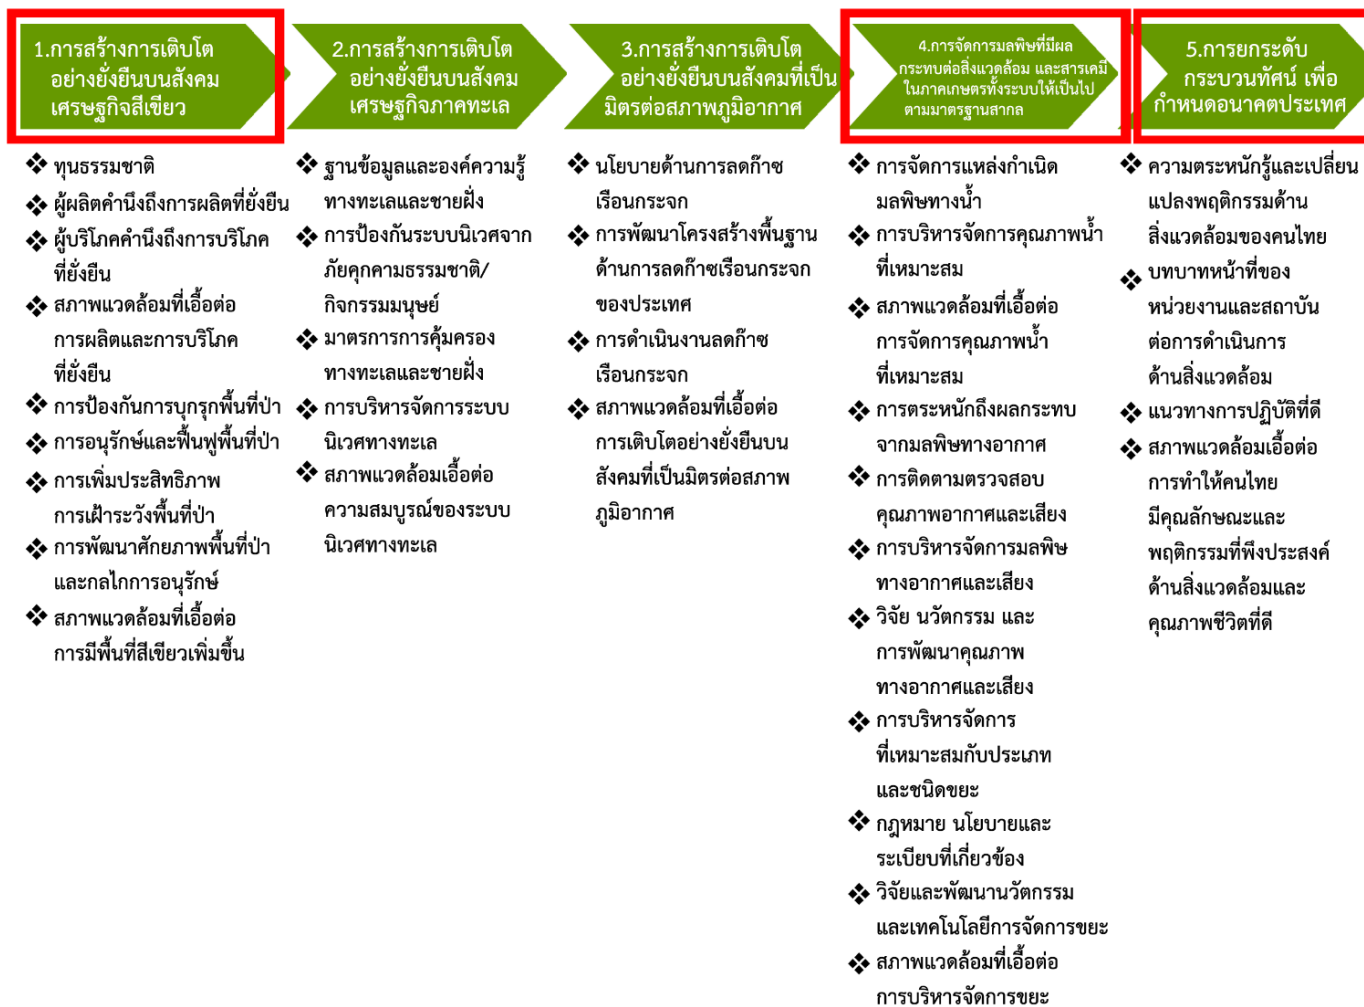 1.การสร้างการเติบโต
อย่างยั่งยืนบนสังคม
เศรษฐกิจสีเขียว
❖ ทุนธรรมชาติ
❖ ผู้ผลิตคำนึงถึงการผลิตที่ยั่งยืน
❖ ผู้บริโภคคำนึงถึงการบริโภค
ที่ยั่งยืน
❖ สภาพแวดล้อมที่เอื้อต่อ
การผลิตและการบริโภค
ที่ยั่งยืน
❖ การป้องกันการบุกรุกพื้นที่ป่า
❖ การอนุรักษ์และฟื้นฟูพื้นที่ป่า
❖ การเพิ่มประสิทธิภาพ
การเฝ้าระวังพื้นที่ป่า
❖ การพัฒนาศักยภาพพื้นที่ป่า
และกลไกการอนุรักษ์
❖ สภาพแวดล้อมที่เอื้อต่อ
การมีพื้นที่สีเขียวเพิ่มขึ้น
2.การสร้างการเติบโต
อย่างยั่งยืนบนสังคม
เศรษฐกิจภาคทะเล
❖ ฐานข้อมูลและองค์ความรู้
ทางทะเลและชายฝั่ง
❖ การป้องกันระบบนิเวศจาก
ภัยคุกคามธรรมชาติ/
กิจกรรมมนุษย์
❖ มาตรการการคุ้มครอง
ทางทะเลและชายฝั่ง
❖ การบริหารจัดการระบบ
นิเวศทางทะเล
❖ สภาพแวดล้อมเอื้อต่อ
ความสมบูรณ์ของระบบ
นิเวศทางทะเล
3.การสร้างการเติบโต
อย่างยั่งยืนบนสังคมที่เป็น
มิตรต่อสภาพภูมิอากาศ
❖ นโยบายด้านการลดก๊าซ
เรือนกระจก
❖ การพัฒนาโครงสร้างพื้นฐาน
ด้านการลดก๊าซเรือนกระจก
ของประเทศ
❖ การดำเนินงานลดก๊าซ
เรือนกระจก
❖ สภาพแวดล้อมที่เอื้อต่อ
การเติบโตอย่างยั่งยืนบน
สังคมที่เป็นมิตรต่อสภาพ
ภูมิอากาศ
4.การจัดการมลพิษที่มีผล
กระทบต่อสิ่งแวดล้อม และสารเคมี
ในภาคเกษตรทั้งระบบให้เป็นไป
ตามมาตรฐานสากล
❖ การจัดการแหล่งกำเนิด
มลพิษทางน้ำ
❖ การบริหารจัดการคุณภาพน้ำ
ที่เหมาะสม
❖ สภาพแวดล้อมที่เอื้อต่อ
การจัดการคุณภาพน้ำ
ที่เหมาะสม
❖ การตระหนักถึงผลกระทบ
จากมลพิษทางอากาศ
❖ การติดตามตรวจสอบ
คุณภาพอากาศและเสียง
❖ การบริหารจัดการมลพิษ
ทางอากาศและเสียง
❖ วิจัย นวัตกรรม และ
การพัฒนาคุณภาพ
ทางอากาศและเสียง
❖ การบริหารจัดการ
ที่เหมาะสมกับประเภท
และชนิดขยะ
❖ กฎหมาย นโยบายและ
ระเบียบที่เกี่ยวข้อง
❖ วิจัยและพัฒนานวัตกรรม
และเทคโนโลยีการจัดการขยะ
❖ สภาพแวดล้อมที่เอื้อต่อ
การบริหารจัดการขยะ
5.การยกระดับ
กระบวนทัศน์ เพื่อ
กำหนดอนาคตประเทศ
❖ ความตระหนักรู้และเปลี่ยน
แปลงพฤติกรรมด้าน
สิ่งแวดล้อมของคนไทย
❖ บทบาทหน้าที่ของ
หน่วยงานและสถาบัน
ต่อการดำเนินการ
ด้านสิ่งแวดล้อม
❖ แนวทางการปฏิบัติที่ดี
❖ สภาพแวดล้อมเอื้อต่อ
การทำให้คนไทย
มีคุณลักษณะและ
พฤติกรรมที่พึงประสงค์
ด้านสิ่งแวดล้อมและ
คุณภาพชีวิตที่ดี